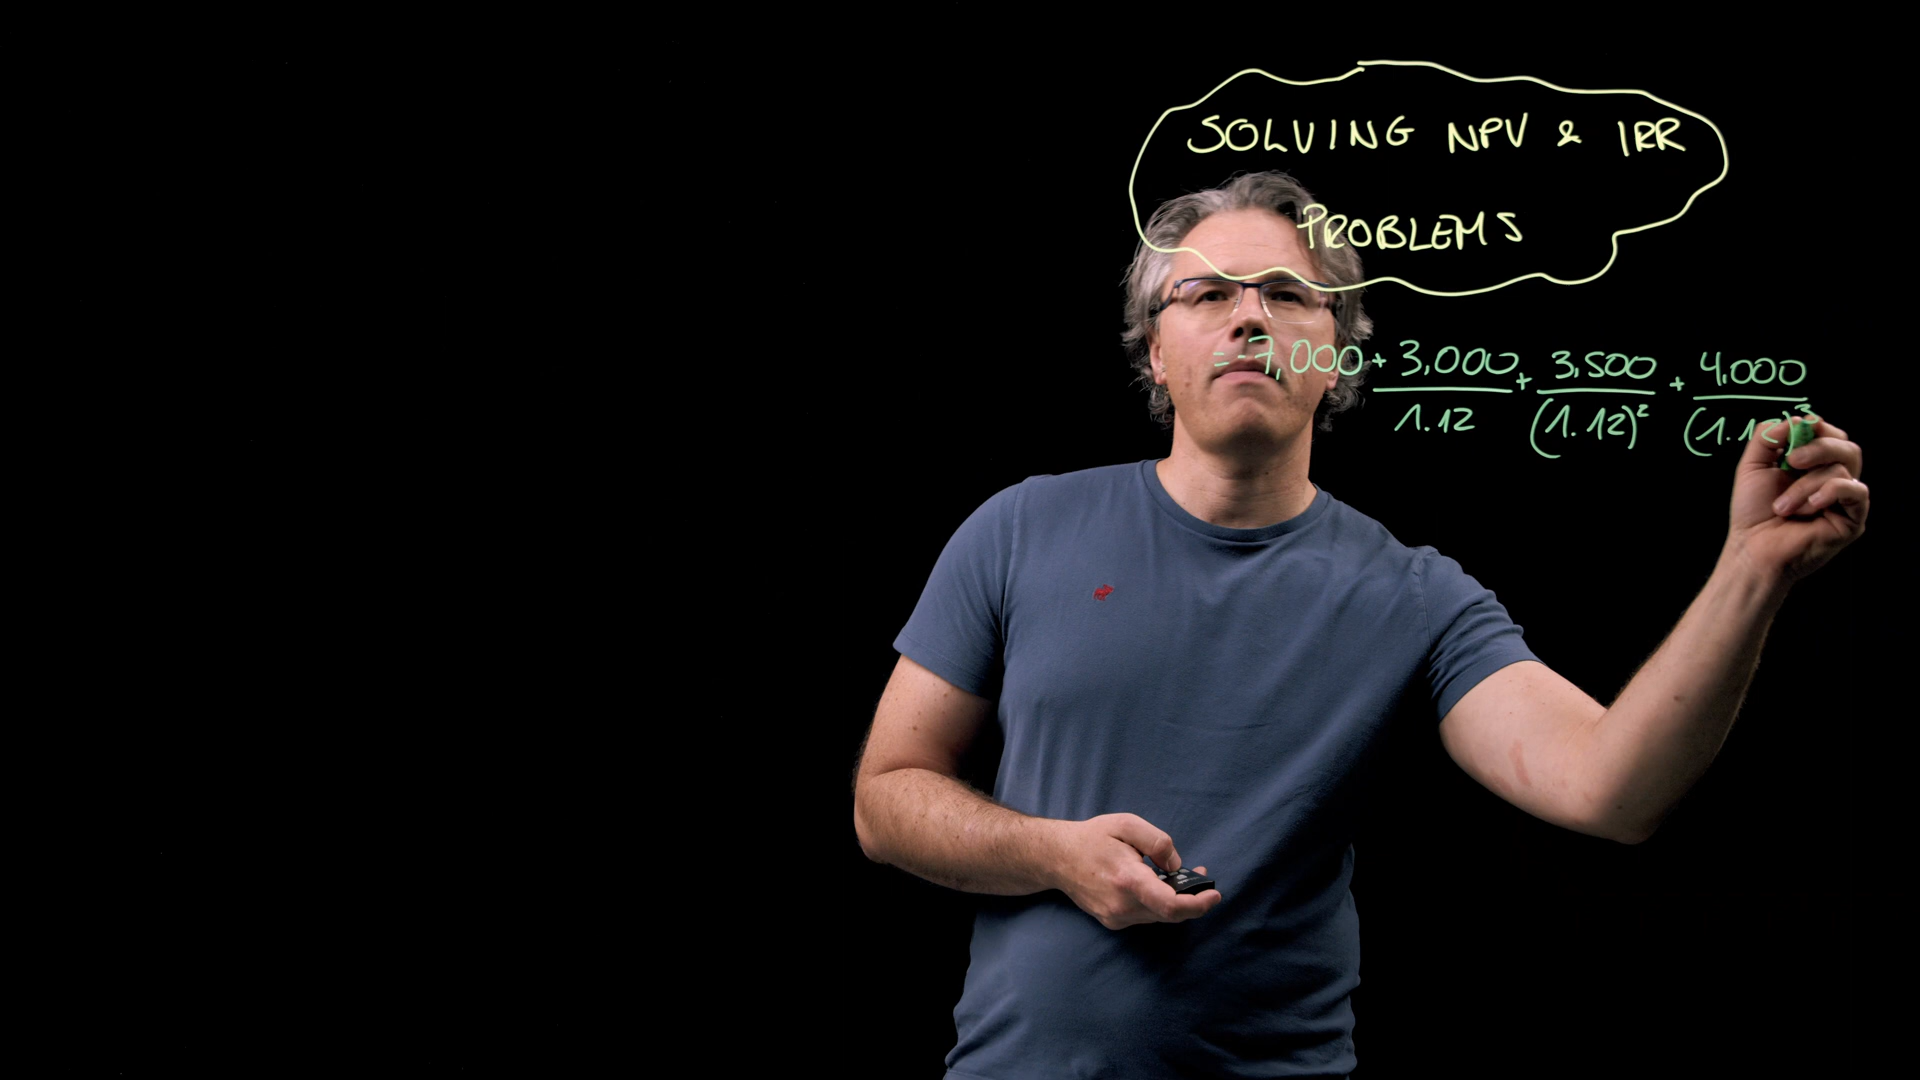 SOLVING NPV & IRR
PROBLEMS
= -7,000 + 3,000 + 3,500 + 4,000
1.12 (1.12)² (1.12)³